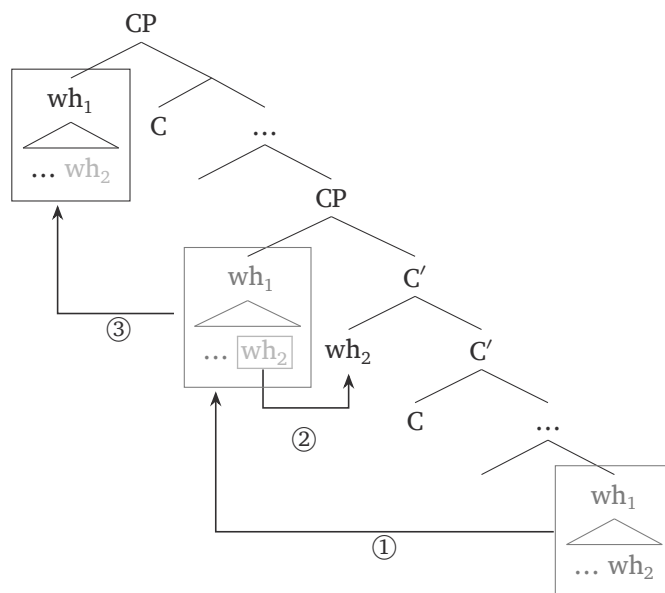 CP
wh₁
C
...
... wh₂
CP
wh₁
C′
③
... wh₂
wh₂
C′
②
C
...
wh₁
①
... wh₂